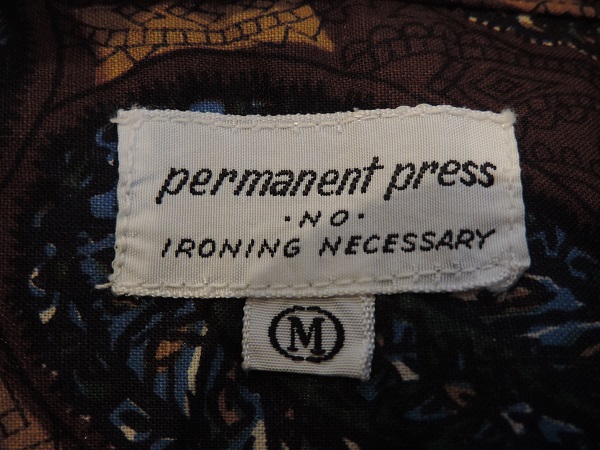 permanent press
·NO·
IRONING NECESSARY
M